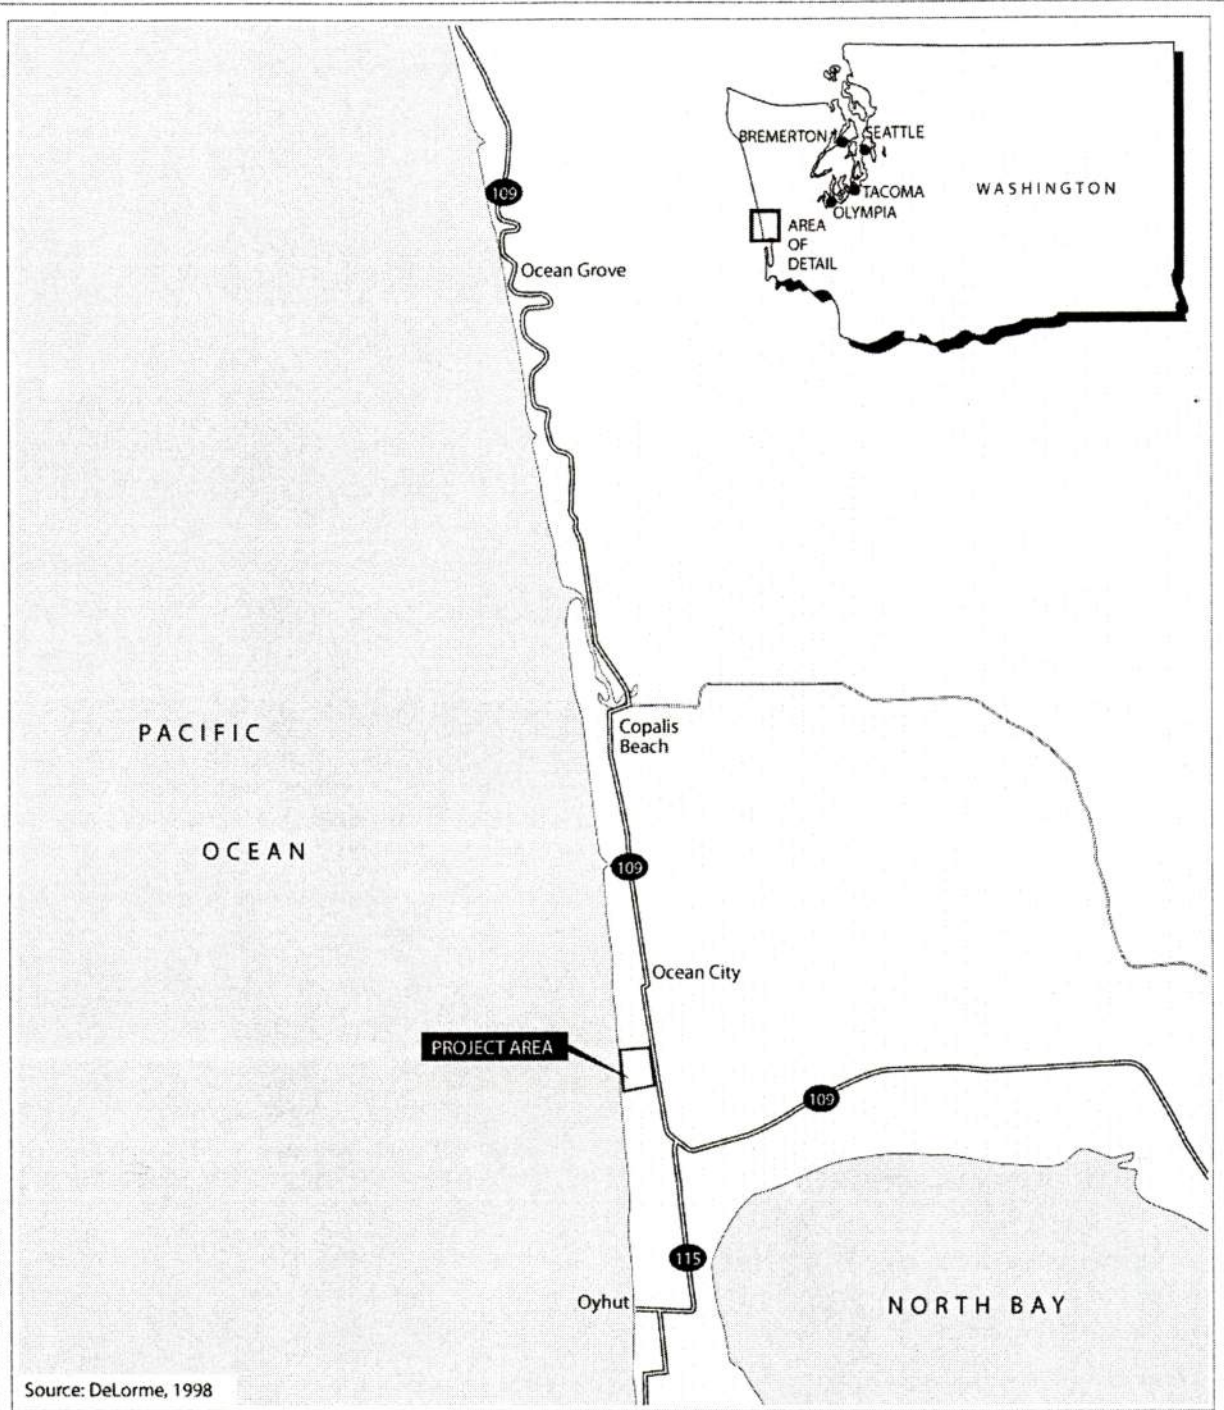 BREMERTON
SEATTLE
TACOMA
OLYMPIA
WASHINGTON
AREA
OF
DETAIL
109
Ocean Grove
PACIFIC
OCEAN
Copalis
Beach
109
Ocean City
PROJECT AREA
109
115
Oyhut
NORTH BAY
Source: DeLorme, 1998